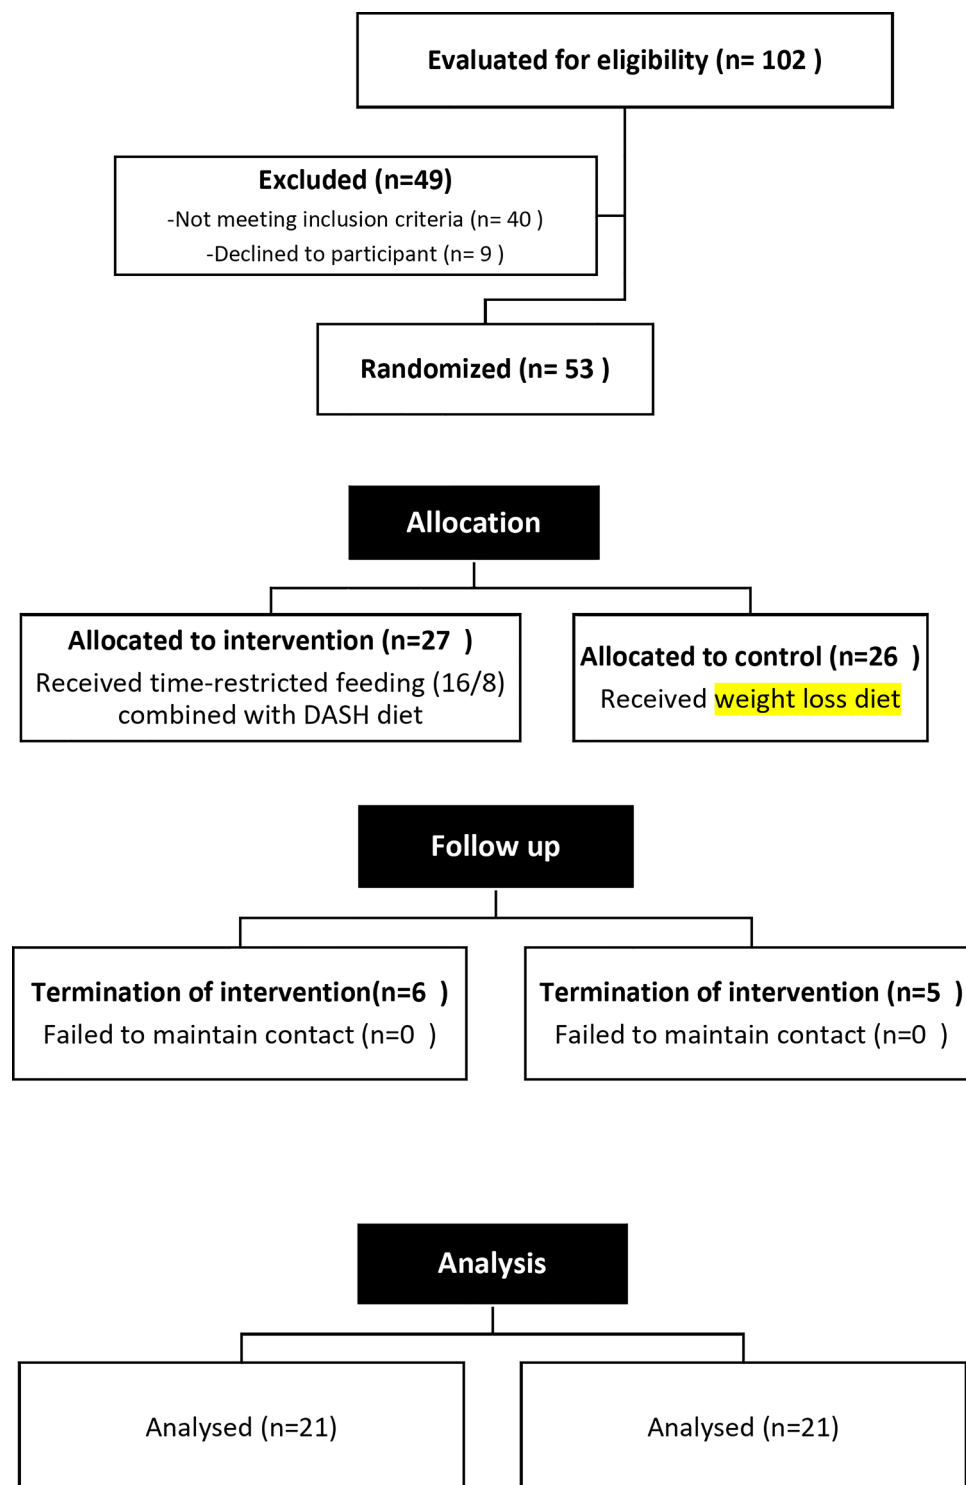 Evaluated for eligibility (n= 102 )
Excluded (n=49)
-Not meeting inclusion criteria (n= 40 )
-Declined to participant (n= 9 )
Randomized (n= 53 )
Allocation
Allocated to intervention (n=27  )
Received time-restricted feeding (16/8)
combined with DASH diet
Allocated to control (n=26  )
Received weight loss diet
Follow up
Termination of intervention(n=6  )
Failed to maintain contact (n=0  )
Termination of intervention (n=5  )
Failed to maintain contact (n=0  )
Analysis
Analysed (n=21)
Analysed (n=21)